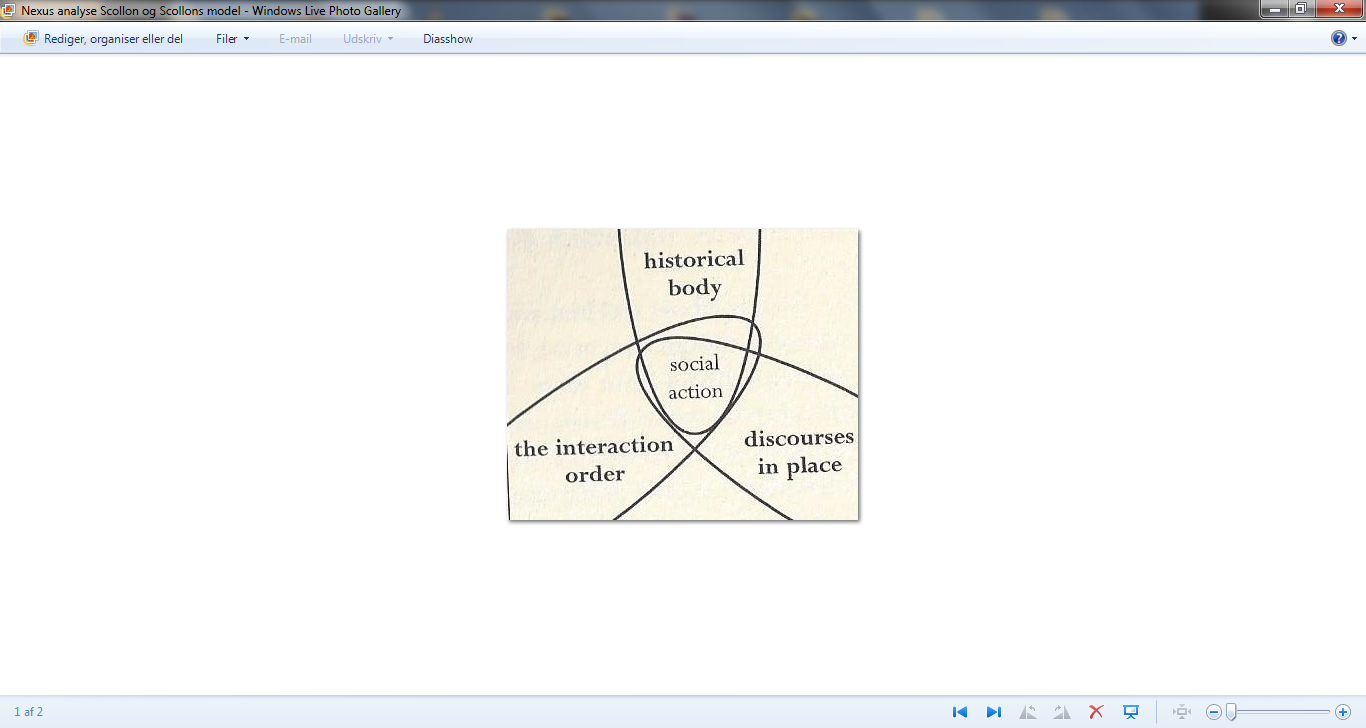 Nexus analyse Scollon og Scollons model - Windows Live Photo Gallery
Rediger, organiser eller del Filer E-mail Udskriv Diasshow
historical
body
social
action
the interaction
order
discourses
in place
1 af 2